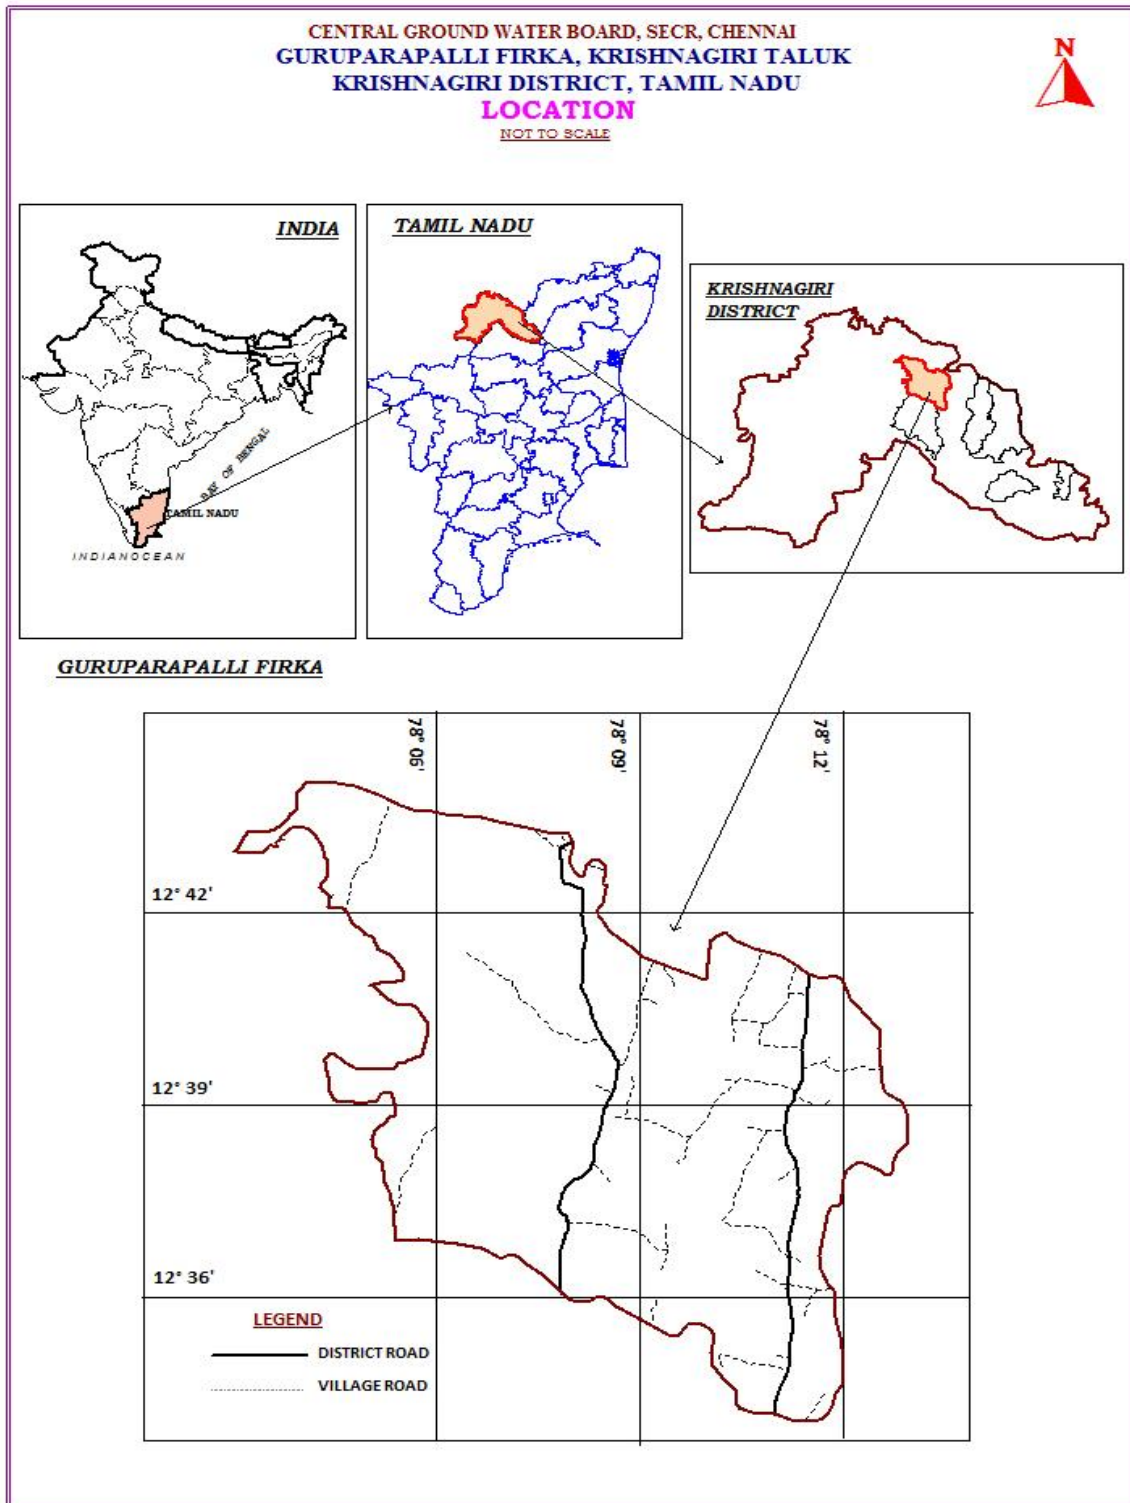 CENTRAL GROUND WATER BOARD, SECR, CHENNAI
GURUPARAPALLI FIRKA, KRISHNAGIRI TALUK
KRISHNAGIRI DISTRICT, TAMIL NADU
LOCATION
NOT TO SCALE
N
INDIA
BAY OF BENGAL
TAMIL NADU
INDIANOCEAN
TAMIL NADU
KRISHNAGIRI
DISTRICT
GURUPARAPALLI FIRKA
78° 06'
78° 09'
78° 12'
12° 42'
12° 39'
12° 36'
LEGEND
DISTRICT ROAD
VILLAGE ROAD